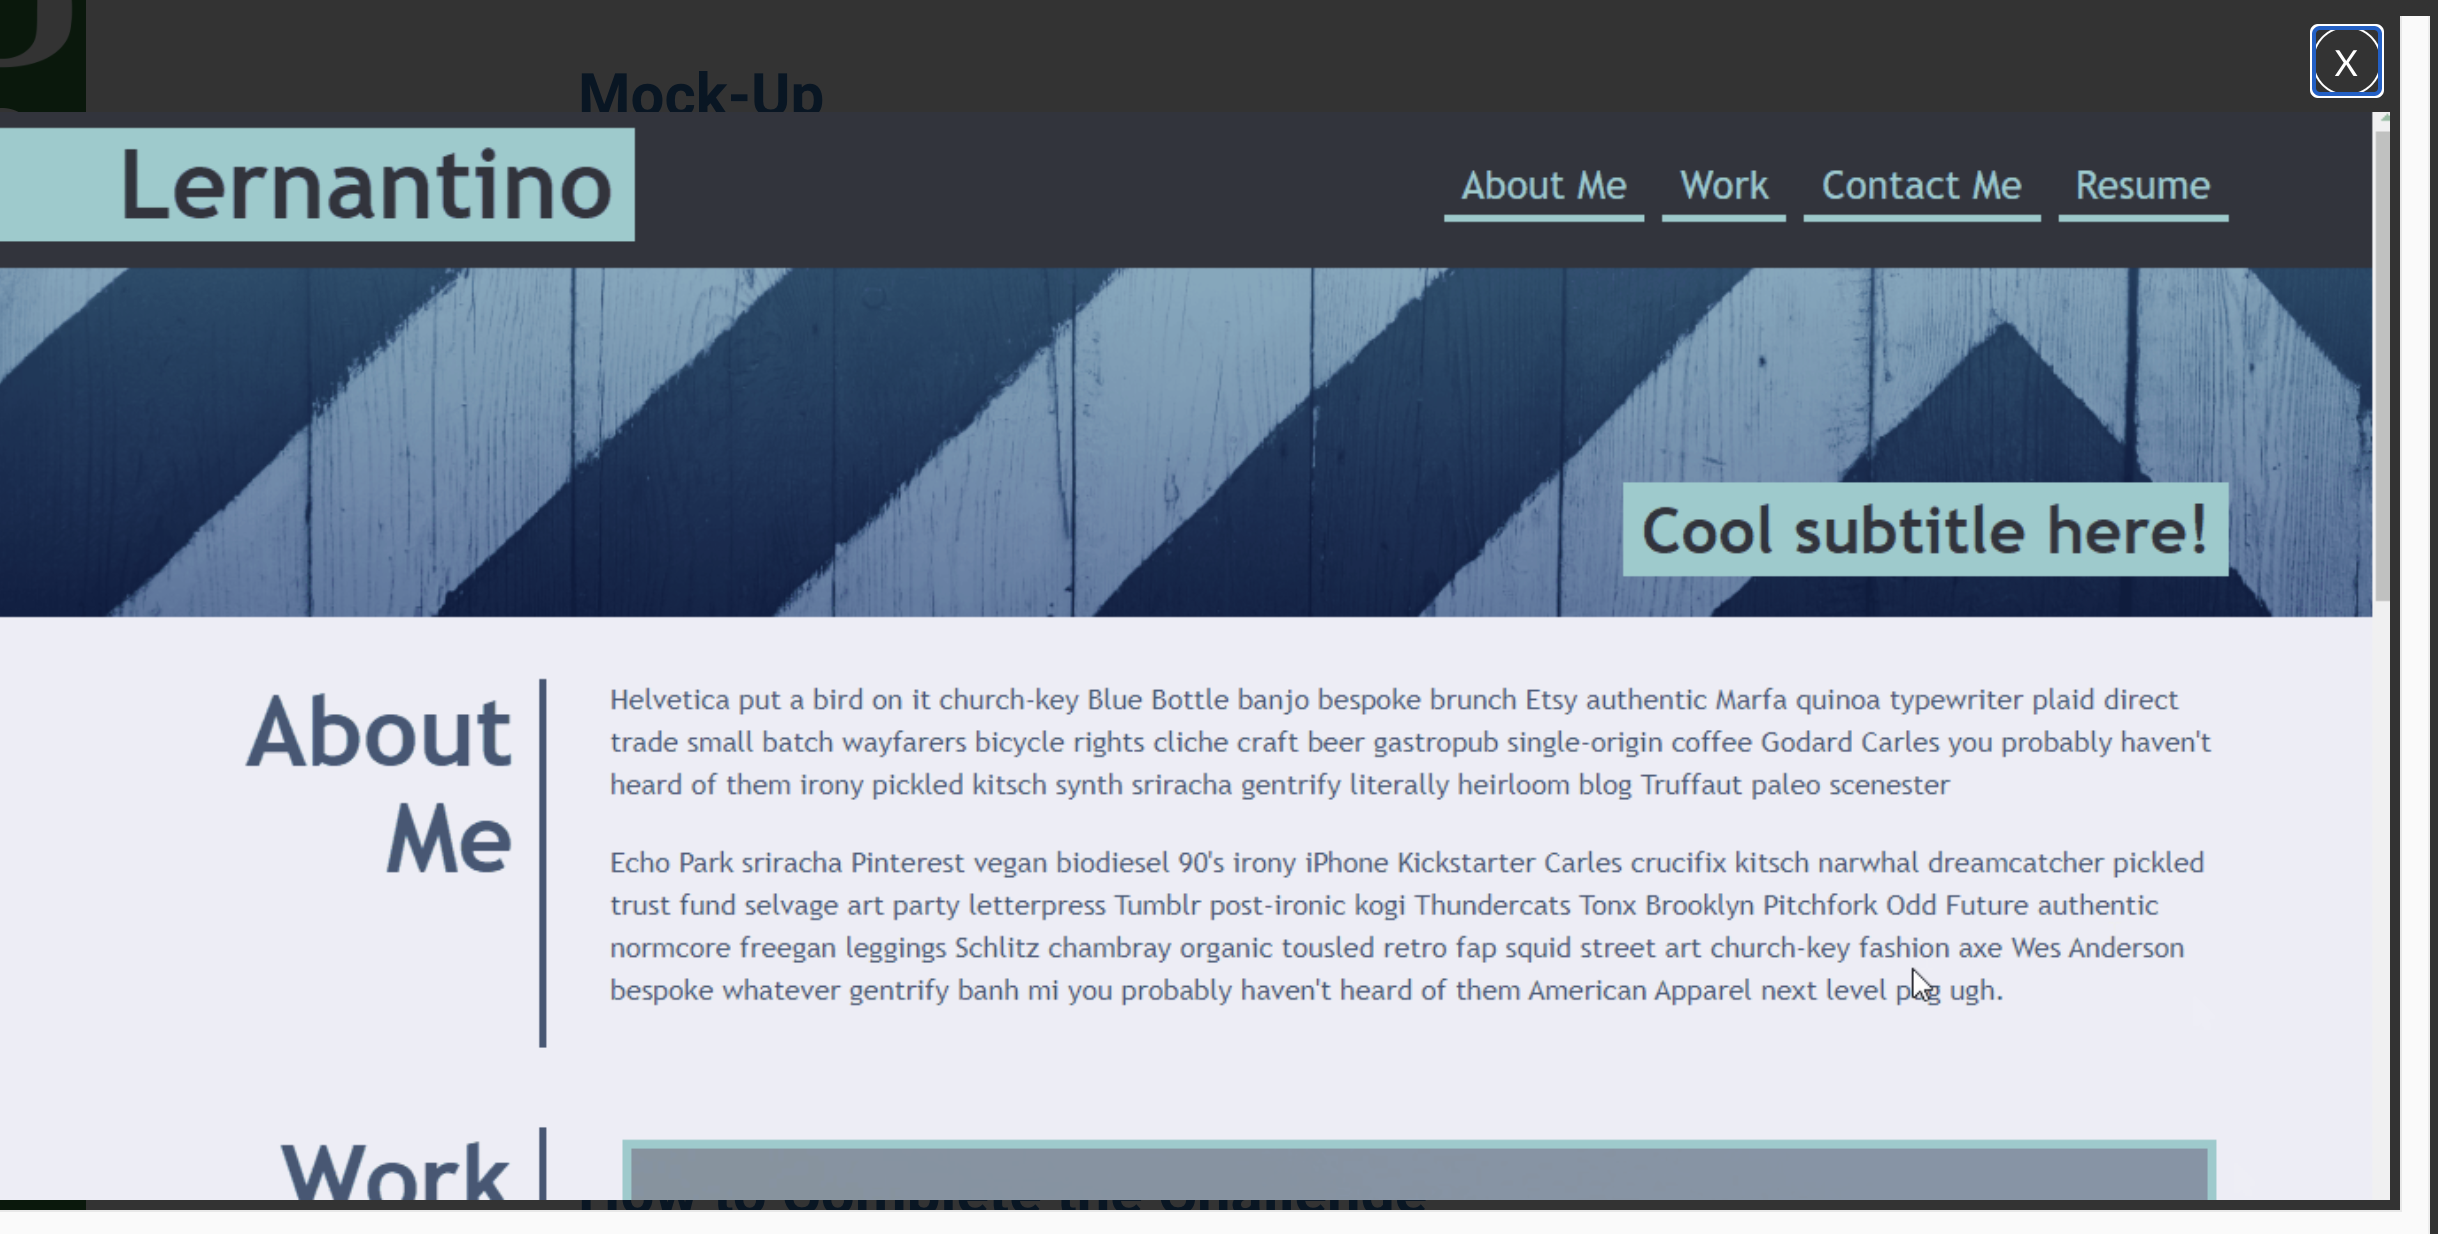 X
Mock-Up
Lernantino
About Me
Work
Contact Me
Resume
Cool subtitle here!
About
Me
Helvetica put a bird on it church-key Blue Bottle banjo bespoke brunch Etsy authentic Marfa quinoa typewriter plaid direct
trade small batch wayfarers bicycle rights cliche craft beer gastropub single-origin coffee Godard Carles you probably haven't
heard of them irony pickled kitsch synth sriracha gentrify literally heirloom blog Truffaut paleo scenester
Echo Park sriracha Pinterest vegan biodiesel 90's irony iPhone Kickstarter Carles crucifix kitsch narwhal dreamcatcher pickled
trust fund selvage art party letterpress Tumblr post-ironic kogi Thundercats Tonx Brooklyn Pitchfork Odd Future authentic
normcore freegan leggings Schlitz chambray organic tousled retro fap squid street art church-key fashion axe Wes Anderson
bespoke whatever gentrify banh mi you probably haven't heard of them American Apparel next level ugh.
Work
How to Complete the Challenge